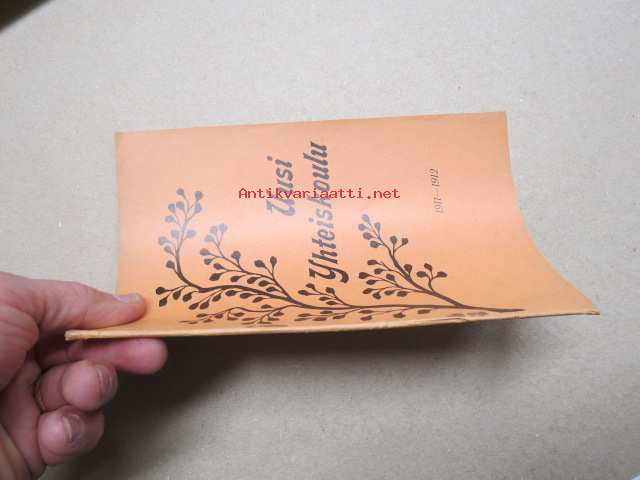 Uusi
Yhteiskoulu
1911—1912
Antikvariaatti.net